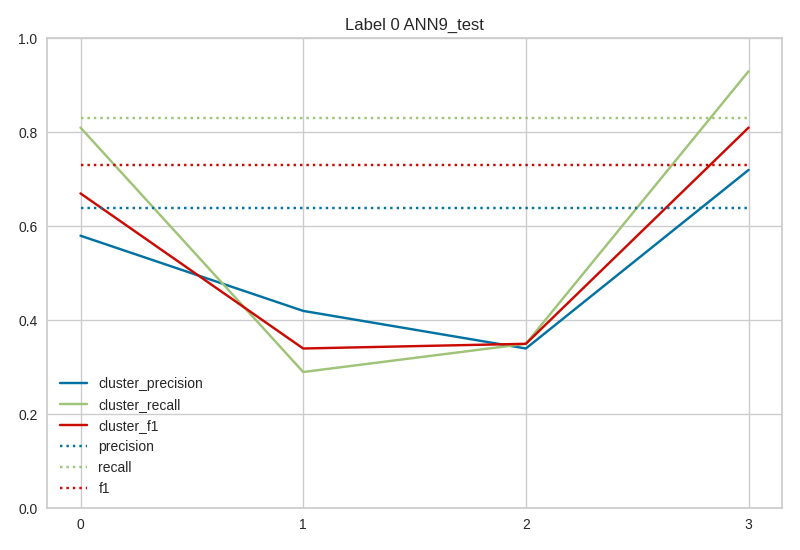 Label 0 ANN9_test
1.0
0.8
0.6
0.4
0.2
0.0
cluster_precision
cluster_recall
cluster_f1
precision
recall
f1
0 1 2 3